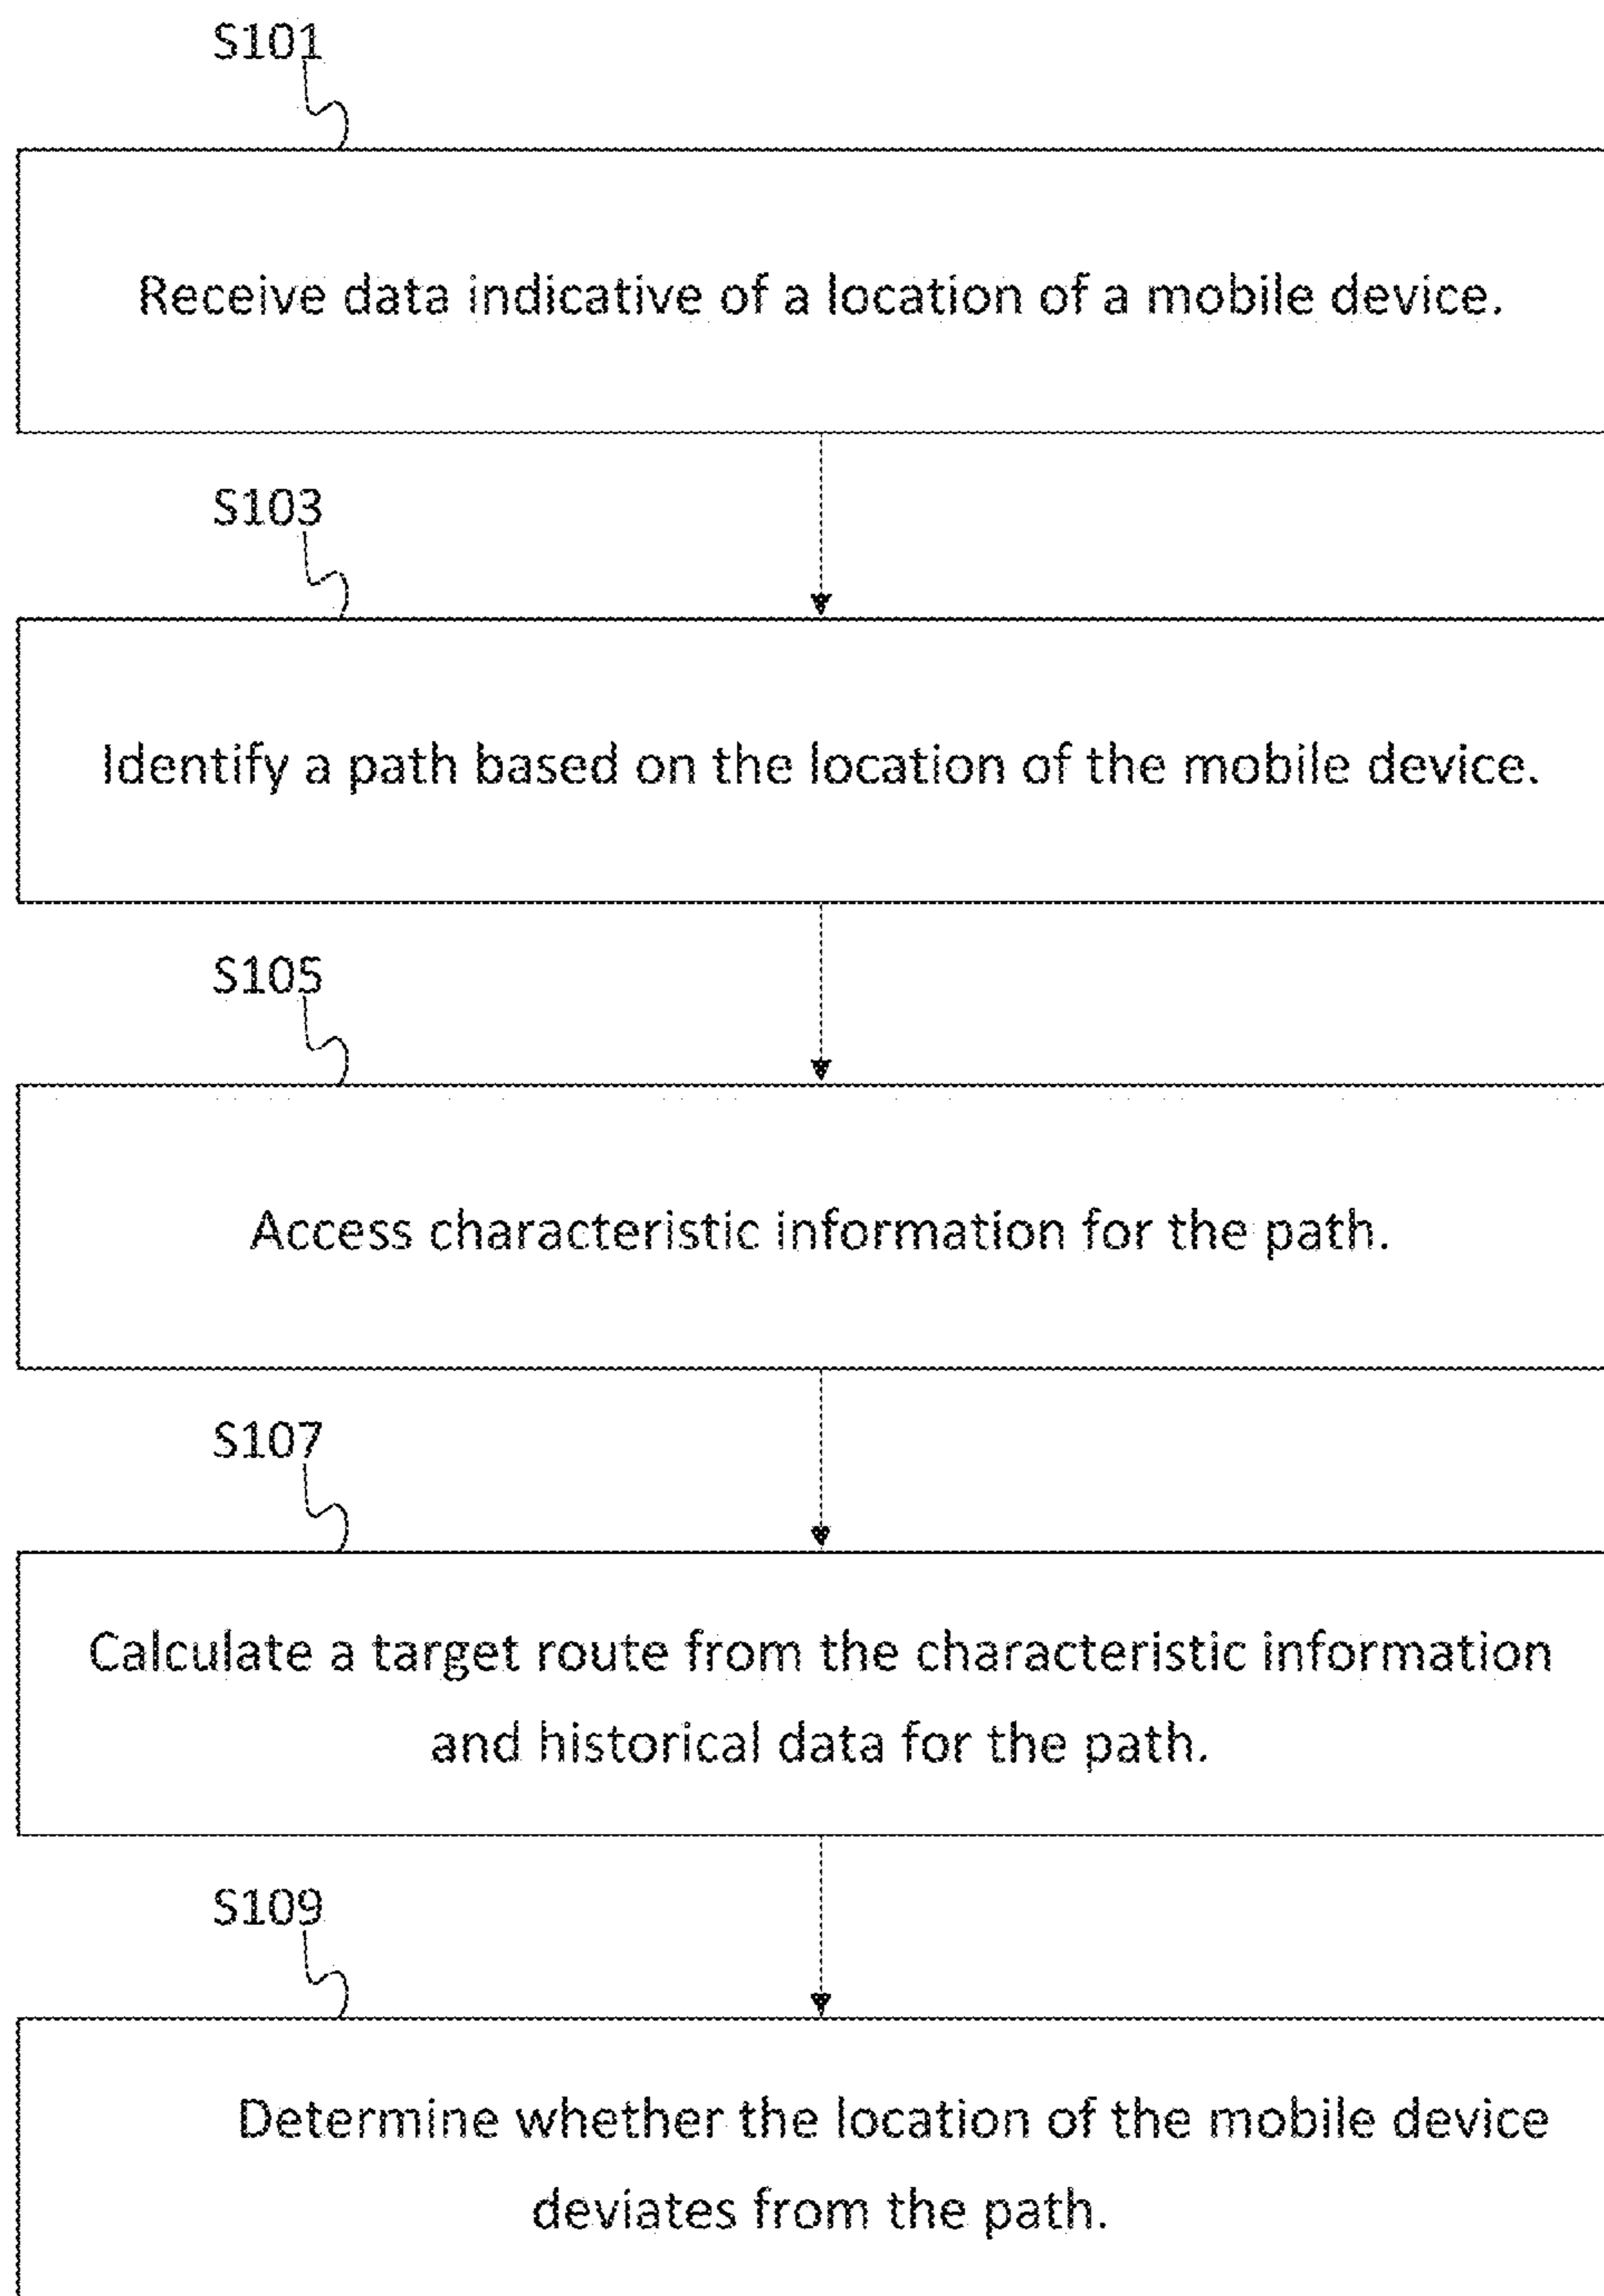 S101
Receive data indicative of a location of a mobile device.
S103
Identify a path based on the location of the mobile device.
S105
Access characteristic information for the path.
S107
Calculate a target route from the characteristic information
and historical data for the path.
S109
Determine whether the location of the mobile device
deviates from the path.